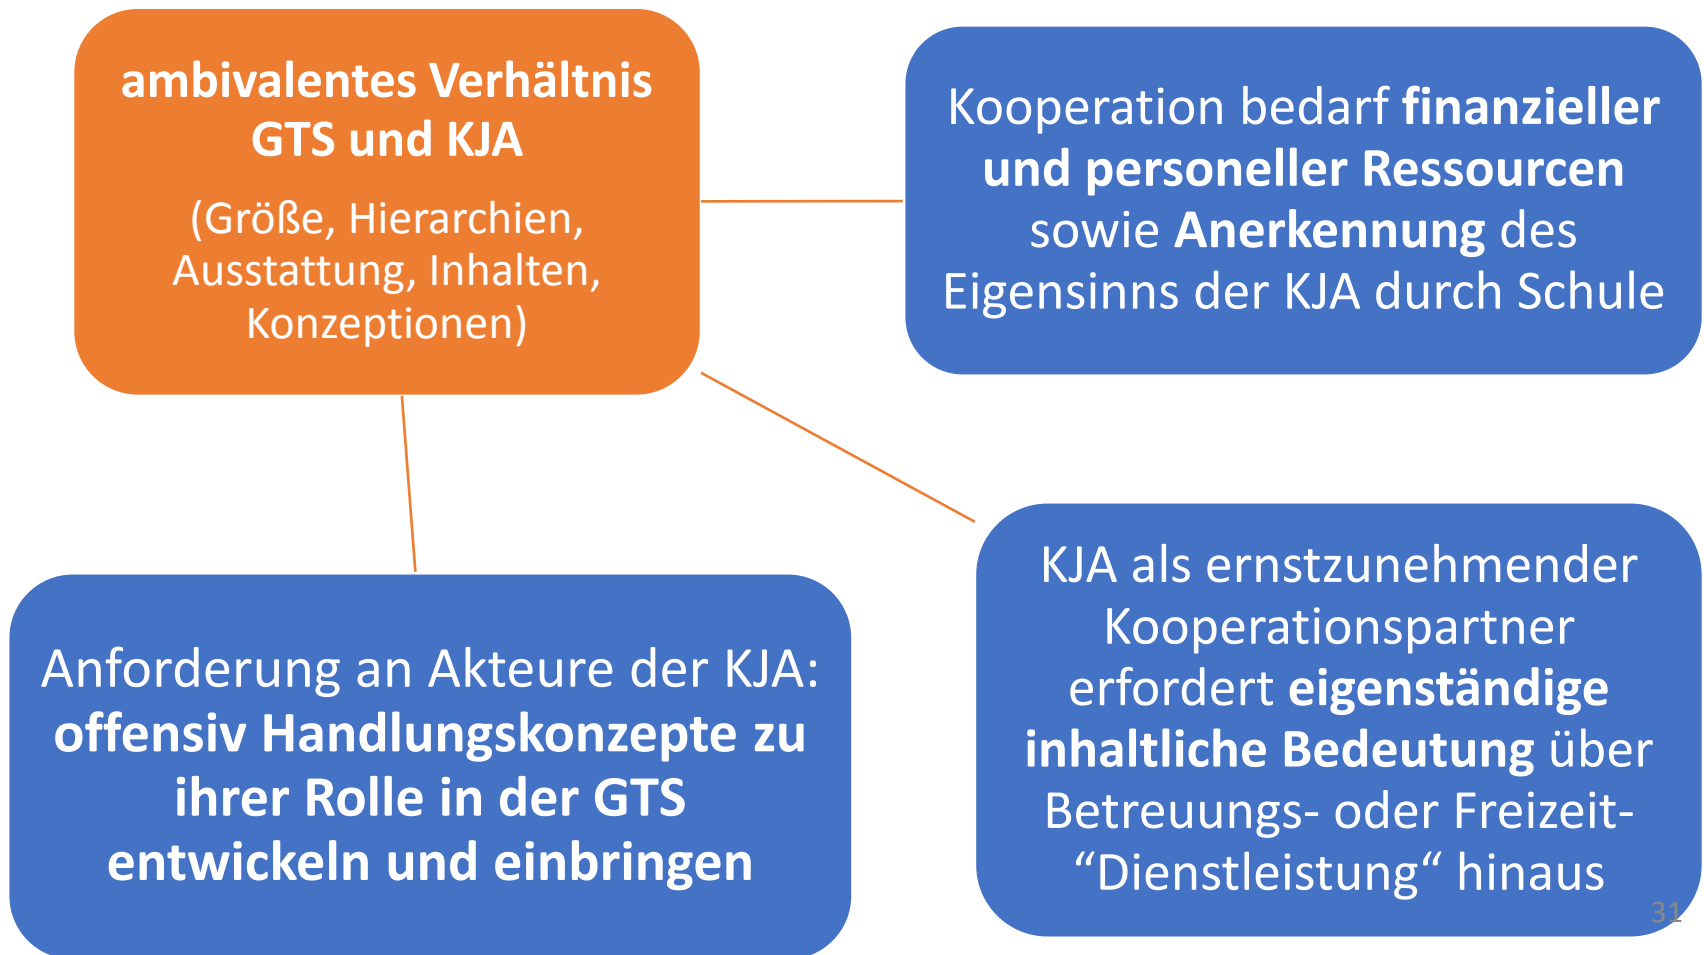 ambivalentes Verhältnis
GTS und KJA
(Größe, Hierarchien,
Ausstattung, Inhalten,
Konzeptionen)
Kooperation bedarf finanzieller
und personeller Ressourcen
sowie Anerkennung des
Eigensinns der KJA durch Schule
Anforderung an Akteure der KJA:
offensiv Handlungskonzepte zu
ihrer Rolle in der GTS
entwickeln und einbringen
KJA als ernstzunehmender
Kooperationspartner
erfordert eigenständige
inhaltliche Bedeutung über
Betreuungs- oder Freizeit-
“Dienstleistung“ hinaus
31